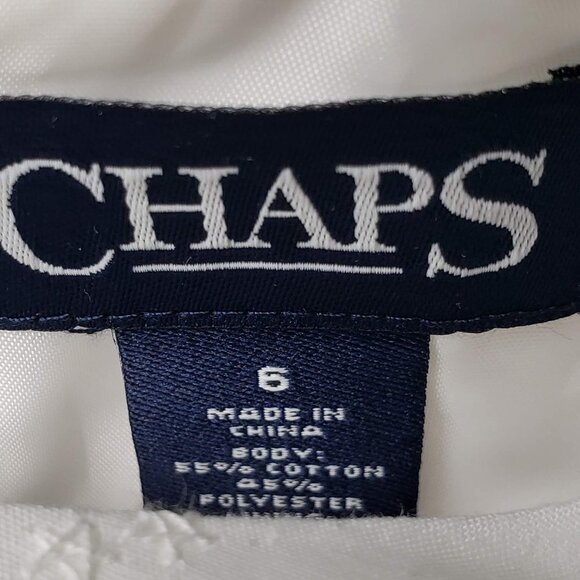 CHAPS
6
MADE IN
CHINA
BODY:
55% COTTON
45%
POLYESTER